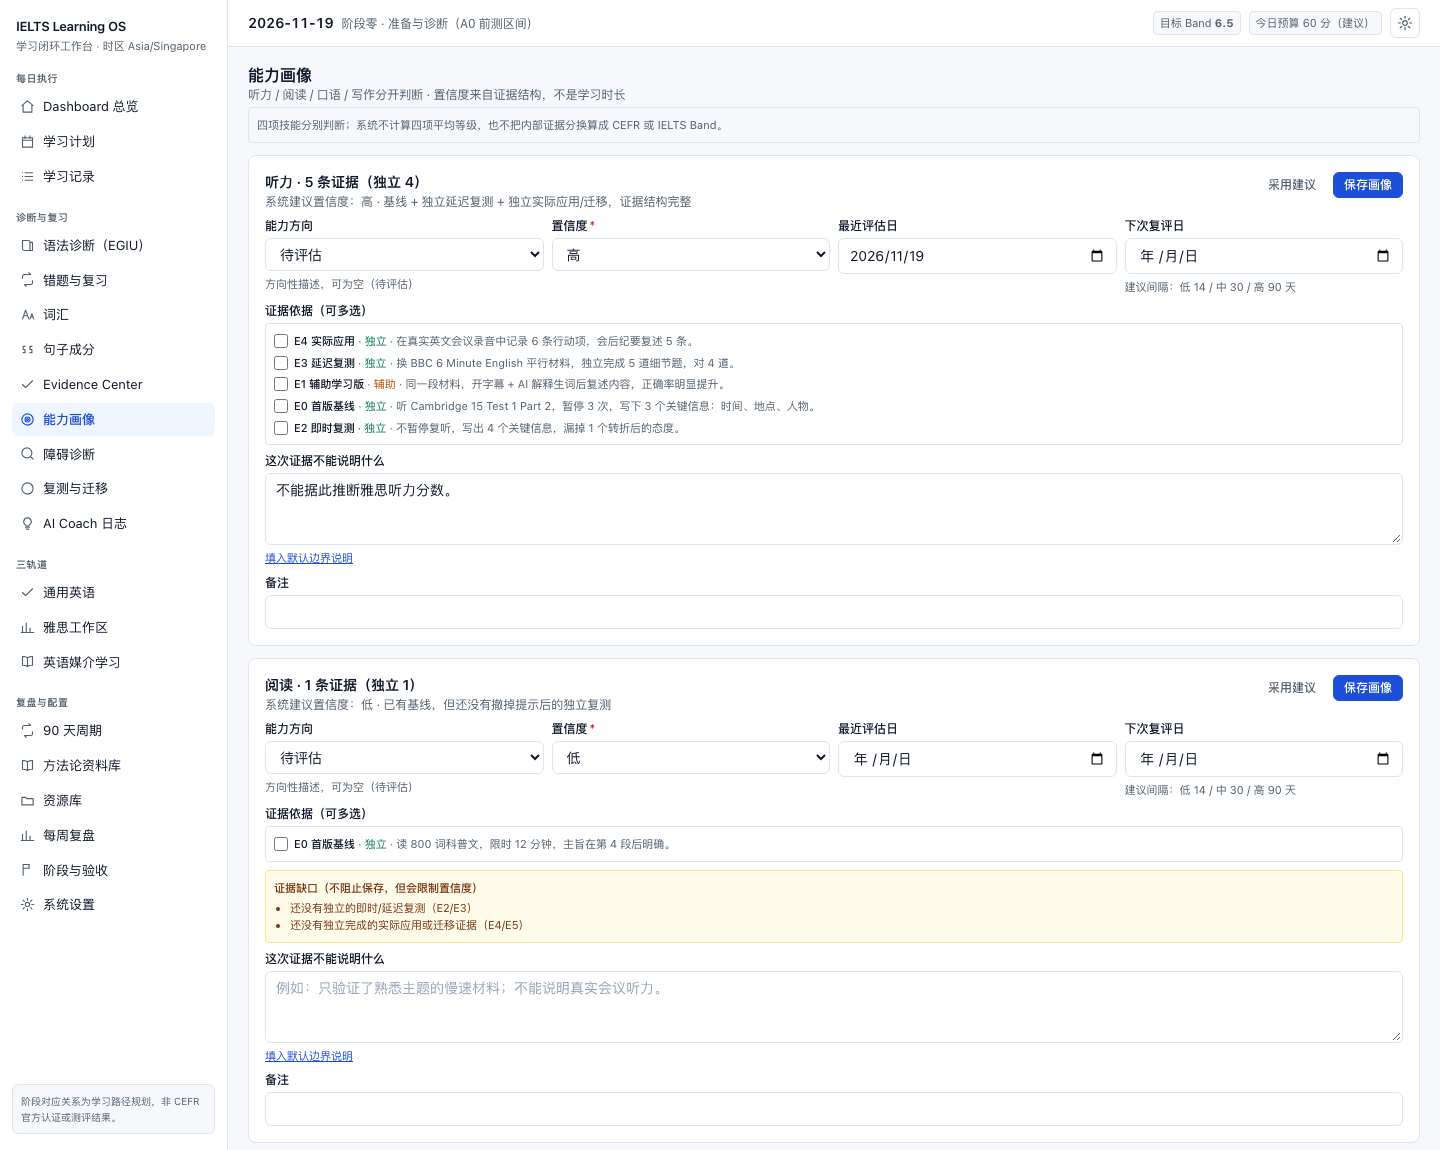 IELTS Learning OS
学习闭环工作台 · 时区 Asia/Singapore
每日执行
Dashboard 总览
学习计划
学习记录
诊断与复习
语法诊断（EGIU）
错题与复习
词汇
句子成分
Evidence Center
能力画像
障碍诊断
复测与迁移
AI Coach 日志
三轨道
通用英语
雅思工作区
英语媒介学习
复盘与配置
90 天周期
方法论资料库
资源库
每周复盘
阶段与验收
系统设置
阶段对应关系为学习路径规划，非 CEFR
官方认证或测评结果。
2026-11-19 阶段零 · 准备与诊断（A0 前测区间）
目标 Band 6.5
今日预算 60 分（建议）
能力画像
听力 / 阅读 / 口语 / 写作分开判断 · 置信度来自证据结构，不是学习时长
四项技能分别判断；系统不计算四项平均等级，也不把内部证据分换算成 CEFR 或 IELTS Band。
听力 · 5 条证据（独立 4）
采用建议 保存画像
系统建议置信度：高 · 基线 + 独立延迟复测 + 独立实际应用/迁移，证据结构完整
能力方向 置信度* 最近评估日 下次复评日
待评估 高 2026/11/19 年 /月/日
方向性描述，可为空（待评估） 建议间隔：低 14 / 中 30 / 高 90 天
证据依据（可多选）
E4 实际应用 · 独立 · 在真实英文会议录音中记录 6 条行动项，会后纪要复述 5 条。
E3 延迟复测 · 独立 · 换 BBC 6 Minute English 平行材料，独立完成 5 道细节题，对 4 道。
E1 辅助学习版 · 辅助 · 同一段材料，开字幕 + AI 解释生词后复述内容，正确率明显提升。
E0 首版基线 · 独立 · 听 Cambridge 15 Test 1 Part 2，暂停 3 次，写下 3 个关键信息：时间、地点、人物。
E2 即时复测 · 独立 · 不暂停复听，写出 4 个关键信息，漏掉 1 个转折后的态度。
这次证据不能说明什么
不能据此推断雅思听力分数。
填入默认边界说明
备注
阅读 · 1 条证据（独立 1）
采用建议 保存画像
系统建议置信度：低 · 已有基线，但还没有撤掉提示后的独立复测
能力方向 置信度* 最近评估日 下次复评日
待评估 低 年 /月/日 年 /月/日
方向性描述，可为空（待评估） 建议间隔：低 14 / 中 30 / 高 90 天
证据依据（可多选）
E0 首版基线 · 独立 · 读 800 词科普文，限时 12 分钟，主旨在第 4 段后明确。
证据缺口（不阻止保存，但会限制置信度）
• 还没有独立的即时/延迟复测（E2/E3）
• 还没有独立完成的实际应用或迁移证据（E4/E5）
这次证据不能说明什么
例如：只验证了熟悉主题的慢速材料；不能说明真实会议听力。
填入默认边界说明
备注